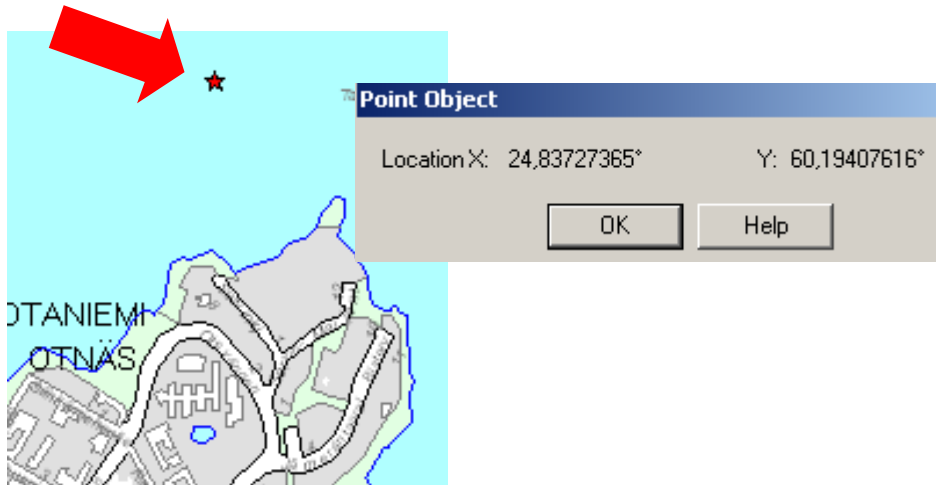 Point Object
Location X: 24,83727365° Y: 60,19407616°
OK Help
OTANIEMI
OTNÄS